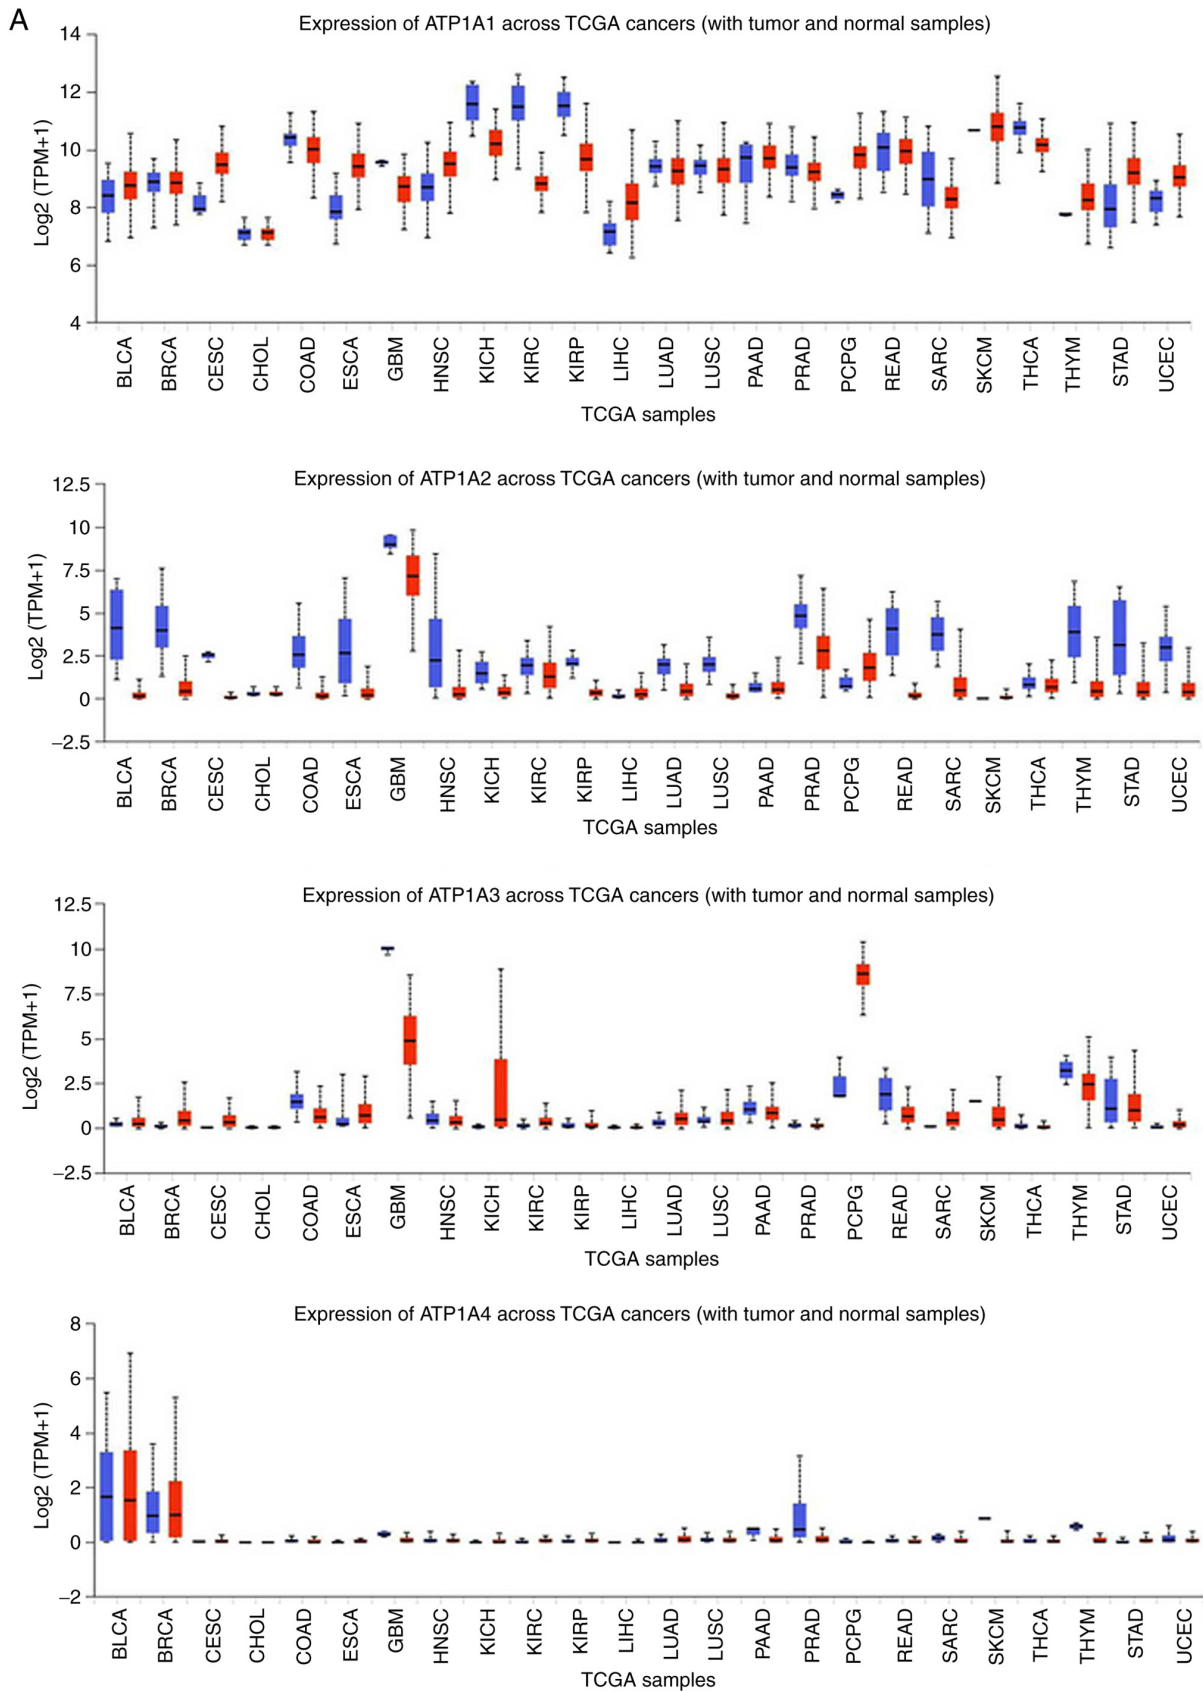 A
Expression of ATP1A1 across TCGA cancers (with tumor and normal samples)
14
12
10
8
6
4
Log2 (TPM+1)
BLCA BRCA CESC CHOL COAD ESCA GBM HNSC KICH KIRC KIRP LIHC LUAD LUSC PAAD PRAD PCPG READ SARC SKCM THCA THYM STAD UCEC
TCGA samples
Expression of ATP1A2 across TCGA cancers (with tumor and normal samples)
12.5
10
7.5
5
2.5
0
−2.5
Log2 (TPM+1)
BLCA BRCA CESC CHOL COAD ESCA GBM HNSC KICH KIRC KIRP LIHC LUAD LUSC PAAD PRAD PCPG READ SARC SKCM THCA THYM STAD UCEC
TCGA samples
Expression of ATP1A3 across TCGA cancers (with tumor and normal samples)
12.5
10
7.5
5
2.5
0
−2.5
Log2 (TPM+1)
BLCA BRCA CESC CHOL COAD ESCA GBM HNSC KICH KIRC KIRP LIHC LUAD LUSC PAAD PRAD PCPG READ SARC SKCM THCA THYM STAD UCEC
TCGA samples
Expression of ATP1A4 across TCGA cancers (with tumor and normal samples)
8
6
4
2
0
−2
Log2 (TPM+1)
BLCA BRCA CESC CHOL COAD ESCA GBM HNSC KICH KIRC KIRP LIHC LUAD LUSC PAAD PRAD PCPG READ SARC SKCM THCA THYM STAD UCEC
TCGA samples